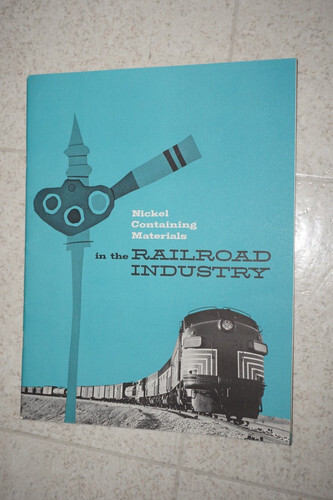 Nickel
Containing
Materials
in the RAILROAD
INDUSTRY